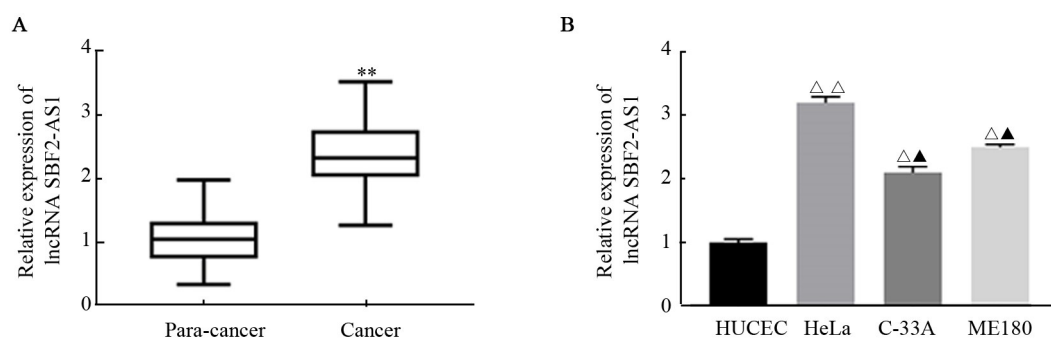 A
Relative expression of
lncRNA SBF2-AS1
4
3
2
1
0
**
Para-cancer
Cancer
B
Relative expression of
lncRNA SBF2-AS1
4
3
2
1
0
△ △
△▲
△▲
HUCEC
HeLa
C-33A
ME180